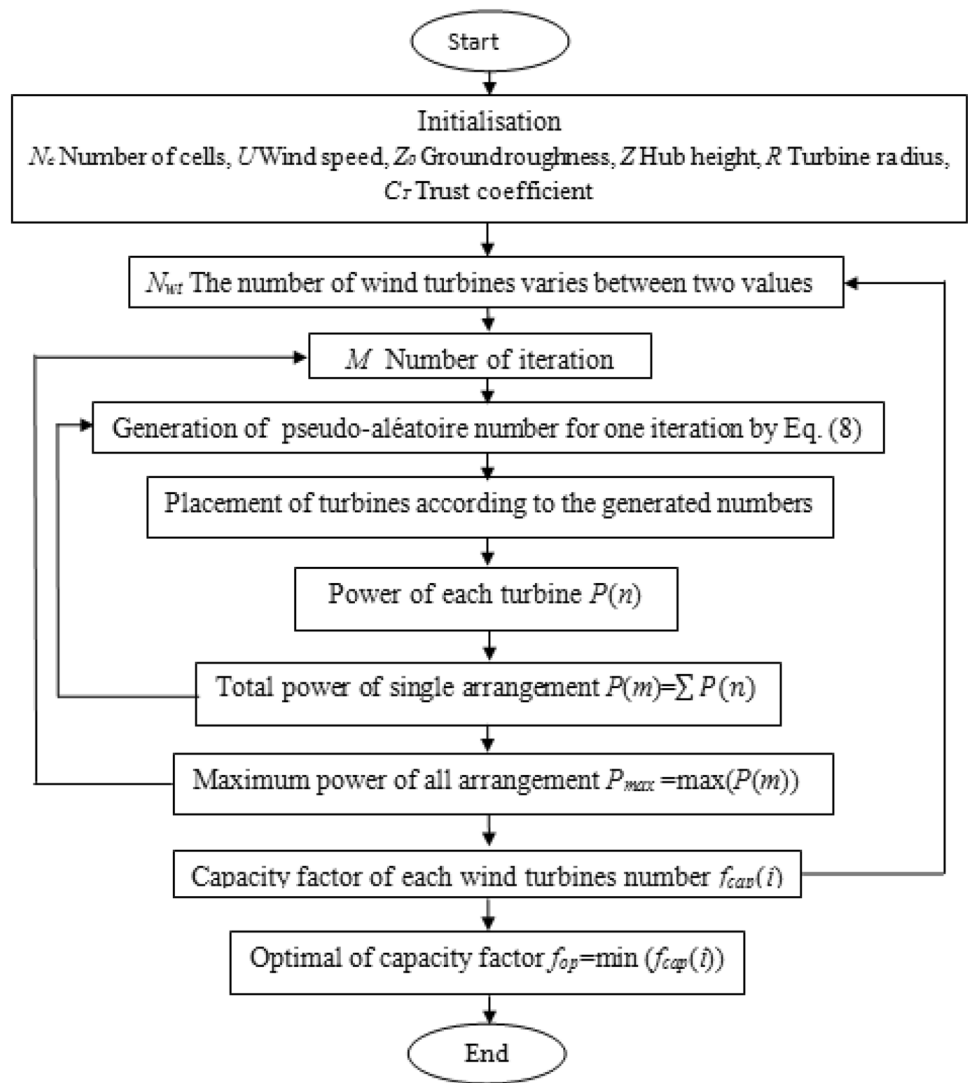 Start
Initialisation
Nc Number of cells, U Wind speed, Z0 Groundroughness, Z Hub height, R Turbine radius,
CT Trust coefficient
Nwt The number of wind turbines varies between two values
M Number of iteration
Generation of pseudo-aléatoire number for one iteration by Eq. (8)
Placement of turbines according to the generated numbers
Power of each turbine P(n)
Total power of single arrangement P(m)=∑ P(n)
Maximum power of all arrangement Pmax =max(P(m))
Capacity factor of each wind turbines number fcap(i)
Optimal of capacity factor fop=min (fcap(i))
End